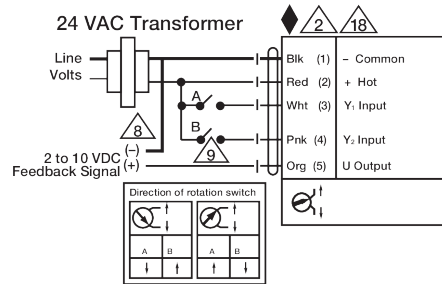 24 VAC Transformer
2
18
Line
Volts
Blk (1) – Common
Red (2) + Hot
A
Wht (3) Y1 Input
B
Pnk (4) Y2 Input
8
9
2 to 10 VDC (–)
Feedback Signal (+)
Org (5) U Output
Direction of rotation switch
A B
A B